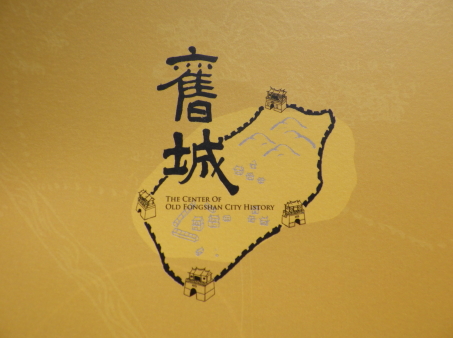 舊城
THE CENTER OF
OLD FONGSHAN CITY HISTORY